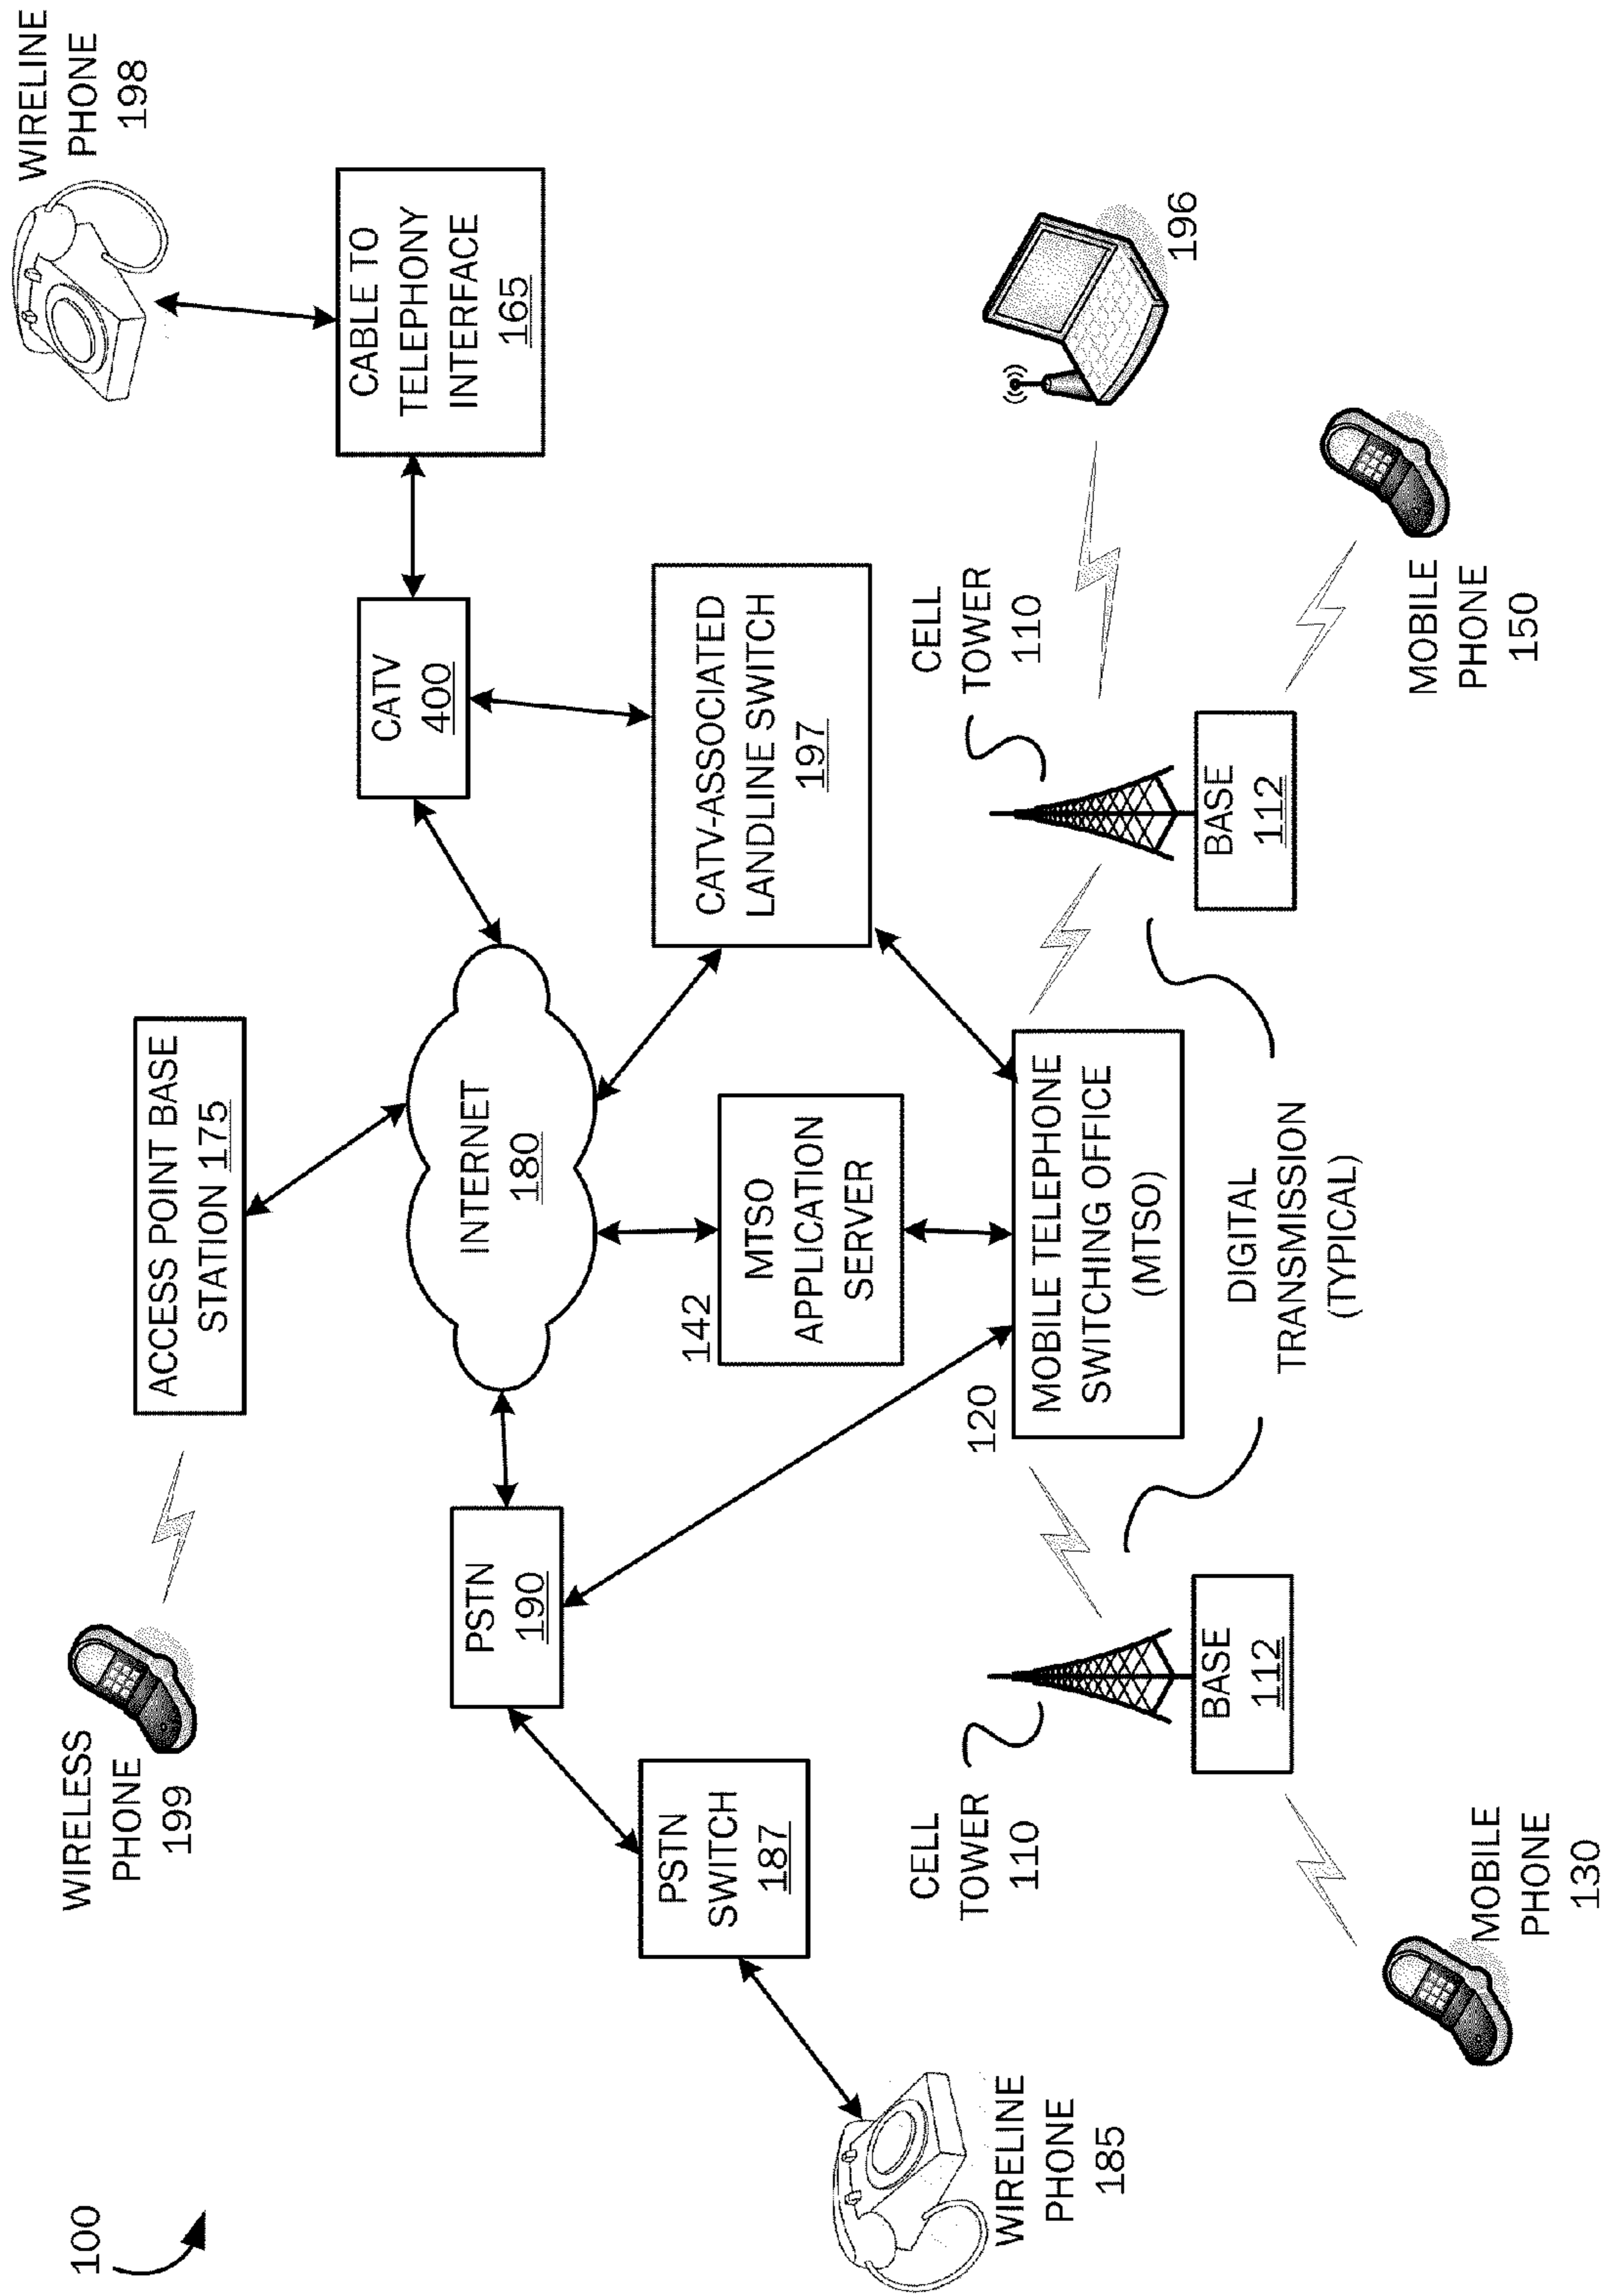 100
WIRELESS
PHONE
199
ACCESS POINT BASE
STATION 175
WIRELINE
PHONE
198
CABLE TO
TELEPHONY
INTERFACE
165
CATV
400
INTERNET
180
PSTN
190
PSTN
SWITCH
187
WIRELINE
PHONE
185
142
MTSO
APPLICATION
SERVER
CATV-ASSOCIATED
LANDLINE SWITCH
197
120
MOBILE TELEPHONE
SWITCHING OFFICE
(MTSO)
CELL
TOWER
110
BASE
112
CELL
TOWER
110
BASE
112
DIGITAL
TRANSMISSION
(TYPICAL)
196
MOBILE
PHONE
150
MOBILE
PHONE
130